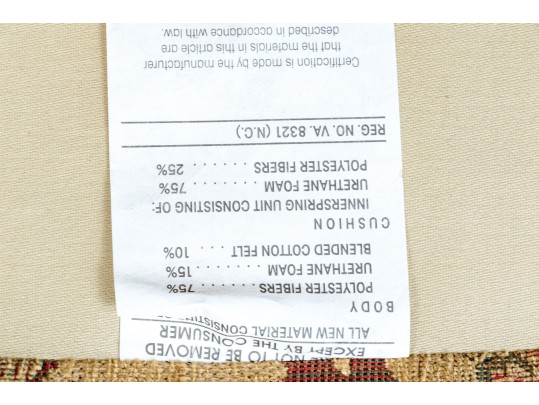 NOT TO BE REMOVED
EXCEPT BY THE CONSUMER
ALL NEW MATERIAL CONSISTING
BODY
POLYESTER FIBERS . . . . . . . 75%
URETHANE FOAM . . . . . . . . 15%
BLENDED COTTON FELT . . . 10%
CUSHION
INNERSPRING UNIT CONSISTING OF:
URETHANE FOAM . . . . . . . . 75%
POLYESTER FIBERS . . . . . . . 25%
REG. NO. VA. 8321 (N.C.)
Certification is made by the manufacturer
that the materials in this article are
described in accordance with law.